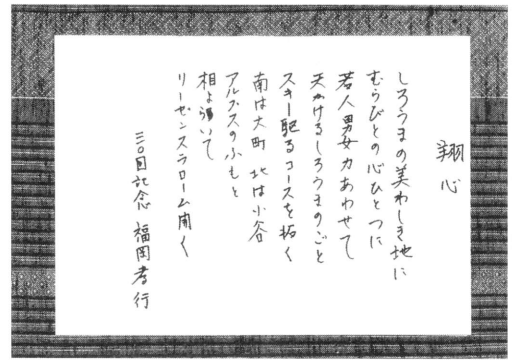 翔心
しろうまの美わしき地に
むらびとの心ひとつに
若人男女力あわせて
天かけるしろうまのごと
スキー駆るコースを拓く
南は大町 北は小谷
アルプスのふもと
相よ湧いて
リーゼンスラローム開く
三〇回記念 福岡孝行